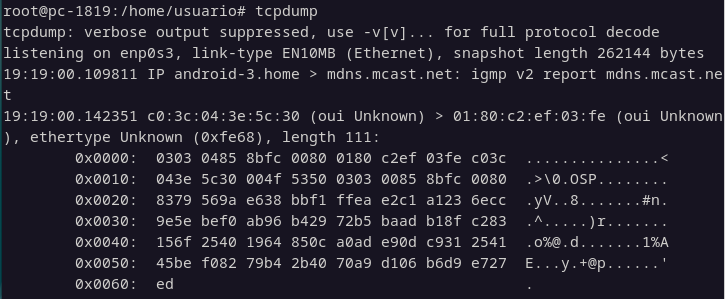 root@pc-1819:/home/usuario# tcpdump
tcpdump: verbose output suppressed, use -v[v]... for full protocol decode
listening on enp0s3, link-type EN10MB (Ethernet), snapshot length 262144 bytes
19:19:00.109811 IP android-3.home > mdns.mcast.net: igmp v2 report mdns.mcast.ne
t
19:19:00.142351 c0:3c:04:3e:5c:30 (oui Unknown) > 01:80:c2:ef:03:fe (oui Unknown
), ethertype Unknown (0xfe68), length 111:
0x0000:  0303 0485 8bfc 0080 0180 c2ef 03fe c03c  ...............<
0x0010:  043e 5c30 004f 5350 0303 0085 8bfc 0080  .>\0.OSP........
0x0020:  8379 569a e638 bbf1 ffea e2c1 a123 6ecc  .yV..8.......#n.
0x0030:  9e5e bef0 ab96 b429 72b5 baad b18f c283  .^.....)r.......
0x0040:  156f 2540 1964 850c a0ad e90d c931 2541  .o%@.d.......1%A
0x0050:  45be f082 79b4 2b40 70a9 d106 b6d9 e727  E...y.+@p......'
0x0060:  ed                                       .